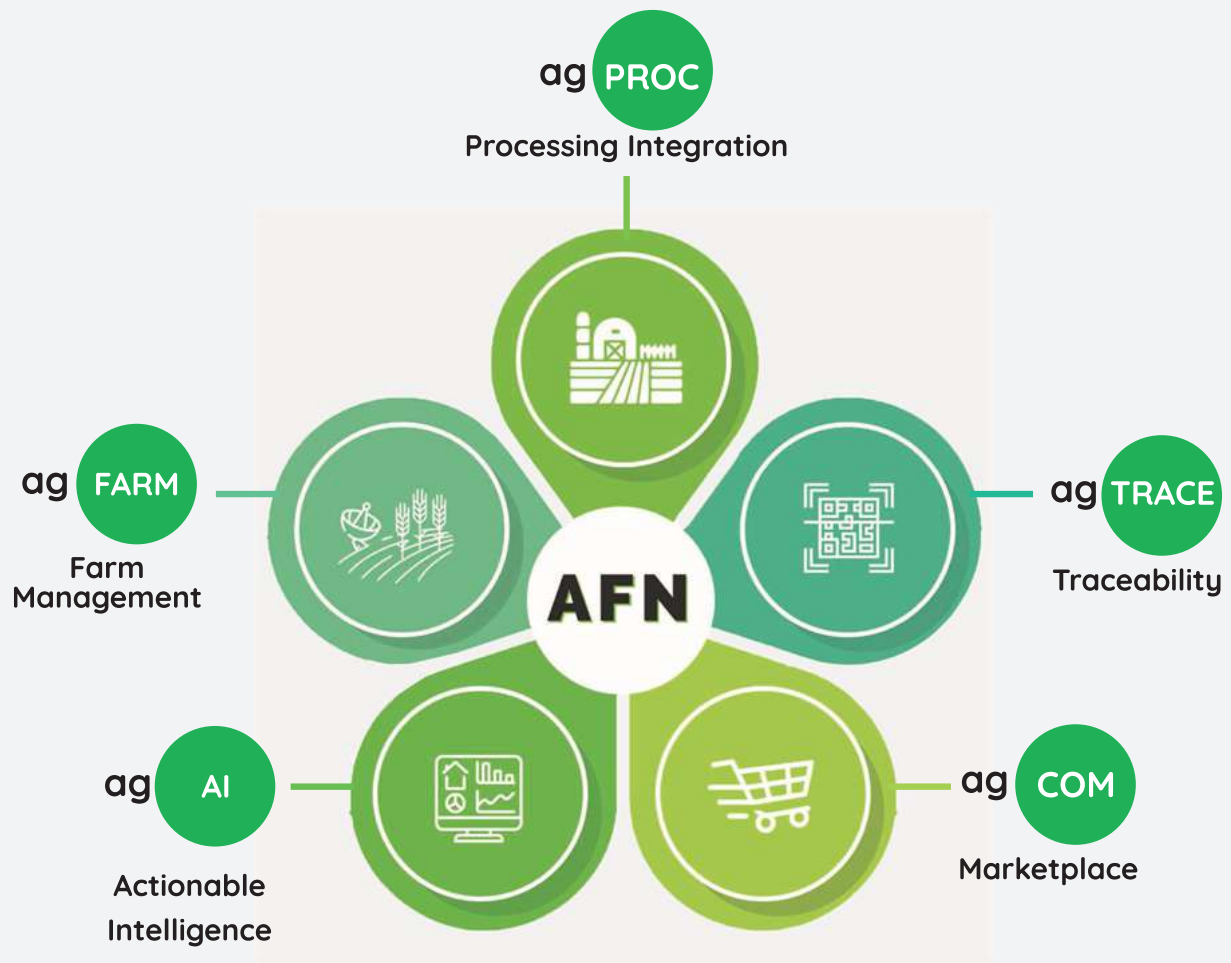 ag PROC
Processing Integration
ag FARM
Farm
Management
ag TRACE
Traceability
AFN
ag AI
Actionable
Intelligence
ag COM
Marketplace